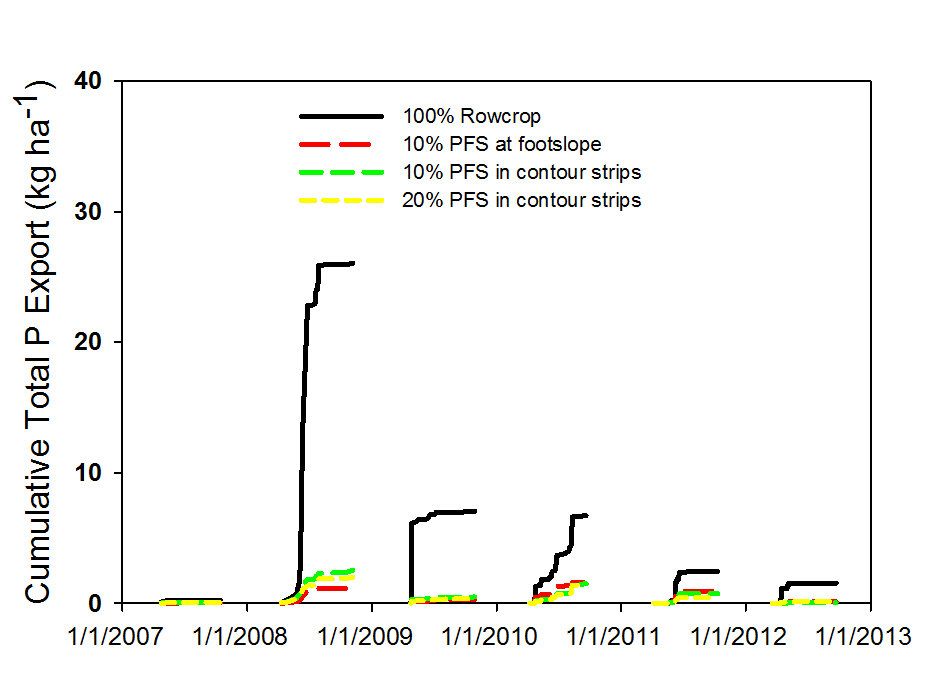 Cumulative Total P Export (kg ha-1)
40
30
20
10
0
100% Rowcrop
10% PFS at footslope
10% PFS in contour strips
20% PFS in contour strips
1/1/2007 1/1/2008 1/1/2009 1/1/2010 1/1/2011 1/1/2012 1/1/2013